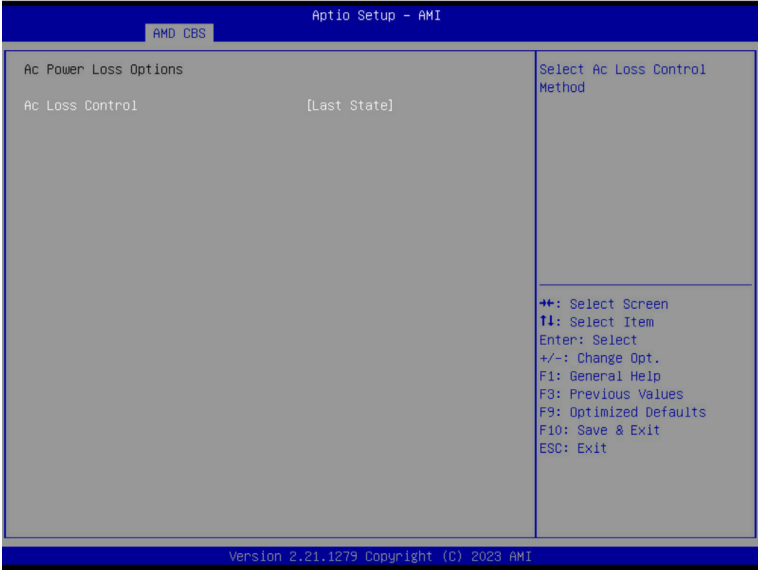 Aptio Setup - AMI
AMD CBS
Ac Power Loss Options
Ac Loss Control [Last State]
Select Ac Loss Control
Method
→←: Select Screen
↑↓: Select Item
Enter: Select
+/-: Change Opt.
F1: General Help
F3: Previous Values
F9: Optimized Defaults
F10: Save & Exit
ESC: Exit
Version 2.21.1279 Copyright (C) 2023 AMI